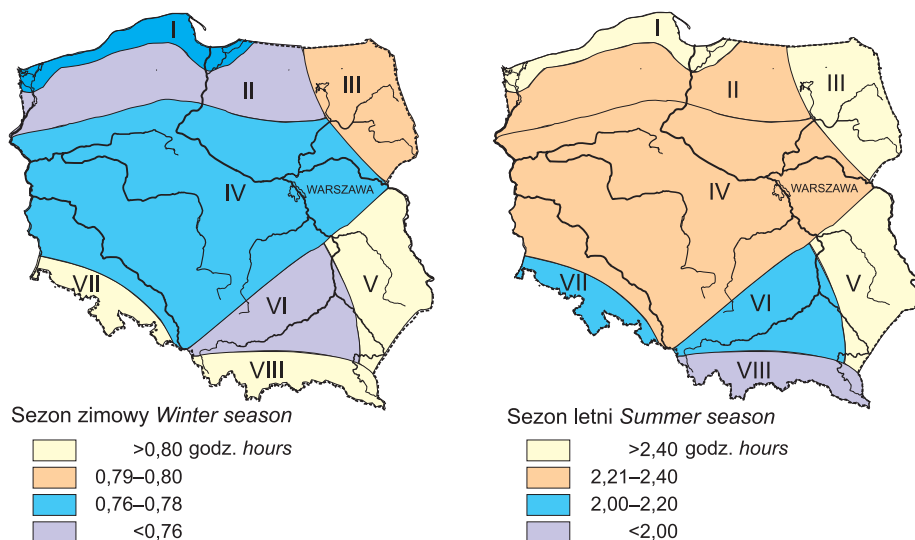 I
II
III
IV
WARSZAWA
V
VI
VII
VIII
Sezon zimowy Winter season
>0,80 godz. hours
0,79–0,80
0,76–0,78
<0,76
I
II
III
IV
WARSZAWA
V
VI
VII
VIII
Sezon letni Summer season
>2,40 godz. hours
2,21–2,40
2,00–2,20
<2,00